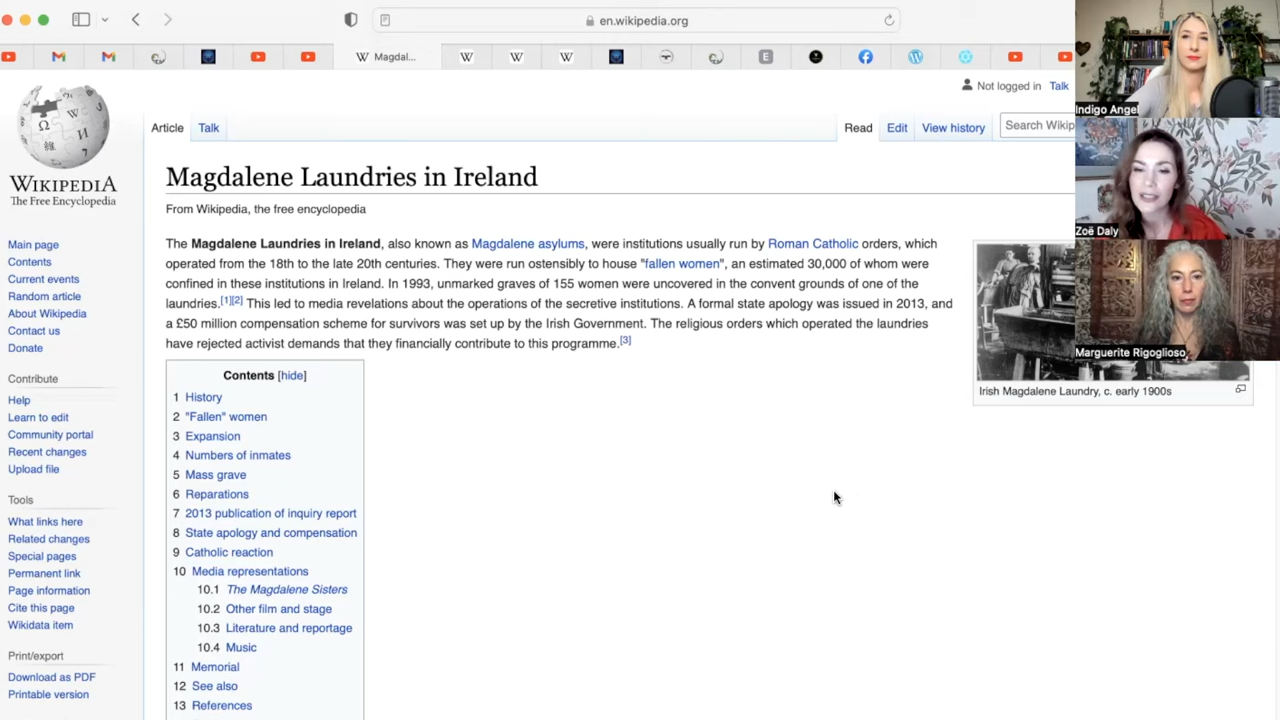 en.wikipedia.org
Magdal...
Not logged in Talk
Article Talk Read Edit View history Search Wikip
WIKIPEDIA
The Free Encyclopedia
Main page
Contents
Current events
Random article
About Wikipedia
Contact us
Donate
Contribute
Help
Learn to edit
Community portal
Recent changes
Upload file
Tools
What links here
Related changes
Special pages
Permanent link
Page information
Cite this page
Wikidata item
Print/export
Download as PDF
Printable version
Magdalene Laundries in Ireland
From Wikipedia, the free encyclopedia
The Magdalene Laundries in Ireland, also known as Magdalene asylums, were institutions usually run by Roman Catholic orders, which
operated from the 18th to the late 20th centuries. They were run ostensibly to house "fallen women", an estimated 30,000 of whom were
confined in these institutions in Ireland. In 1993, unmarked graves of 155 women were uncovered in the convent grounds of one of the
laundries.[1][2] This led to media revelations about the operations of the secretive institutions. A formal state apology was issued in 2013, and
a £50 million compensation scheme for survivors was set up by the Irish Government. The religious orders which operated the laundries
have rejected activist demands that they financially contribute to this programme.[3]
Contents [hide]
1 History
2 "Fallen" women
3 Expansion
4 Numbers of inmates
5 Mass grave
6 Reparations
7 2013 publication of inquiry report
8 State apology and compensation
9 Catholic reaction
10 Media representations
10.1 The Magdalene Sisters
10.2 Other film and stage
10.3 Literature and reportage
10.4 Music
11 Memorial
12 See also
13 References
Irish Magdalene Laundry, c. early 1900s
Indigo Angel
Zoë Daly
Marguerite Rigoglioso